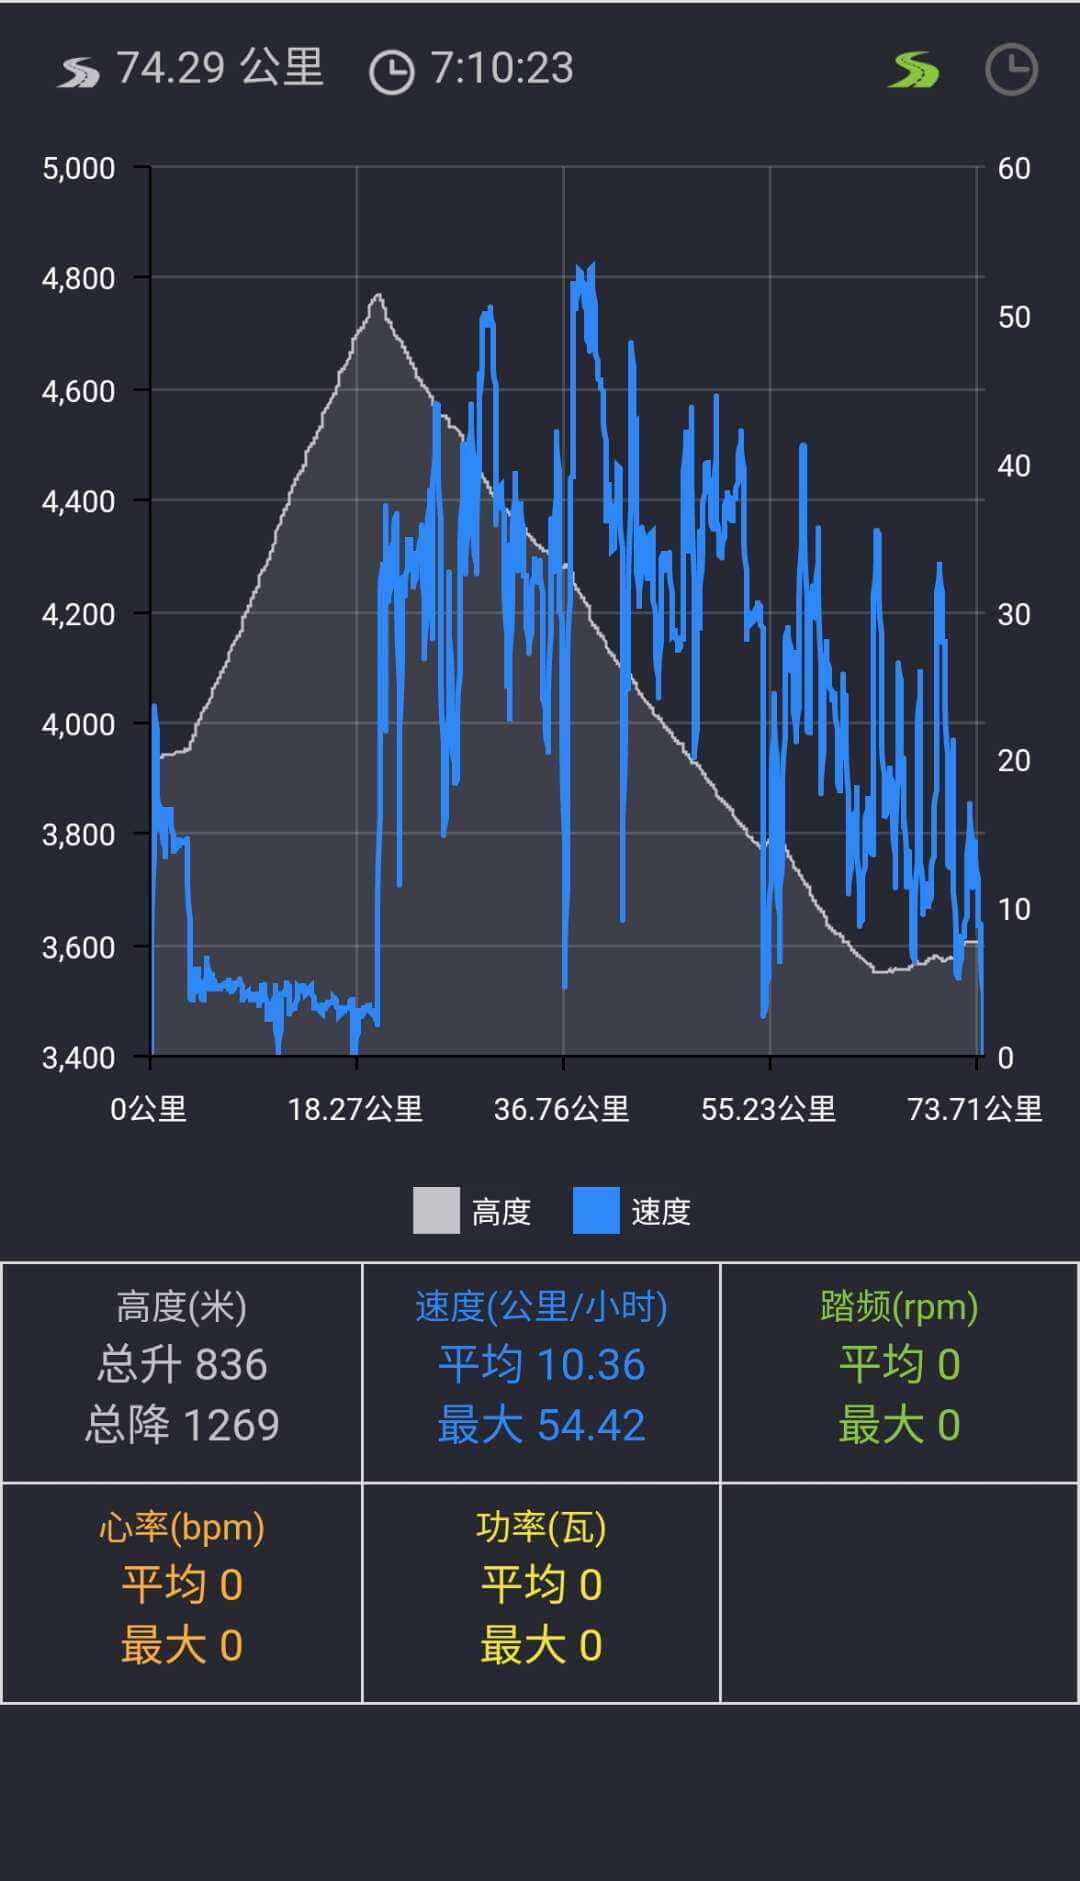 74.29 公里 7:10:23
5,000 60
4,800
50
4,600
40
4,400
4,200 30
4,000
20
3,800
10
3,600
3,400 0
0公里 18.27公里 36.76公里 55.23公里 73.71公里
高度 速度
高度(米) 速度(公里/小时) 踏频(rpm)
总升 836 平均 10.36 平均 0
总降 1269 最大 54.42 最大 0
心率(bpm) 功率(瓦)
平均 0 平均 0
最大 0 最大 0